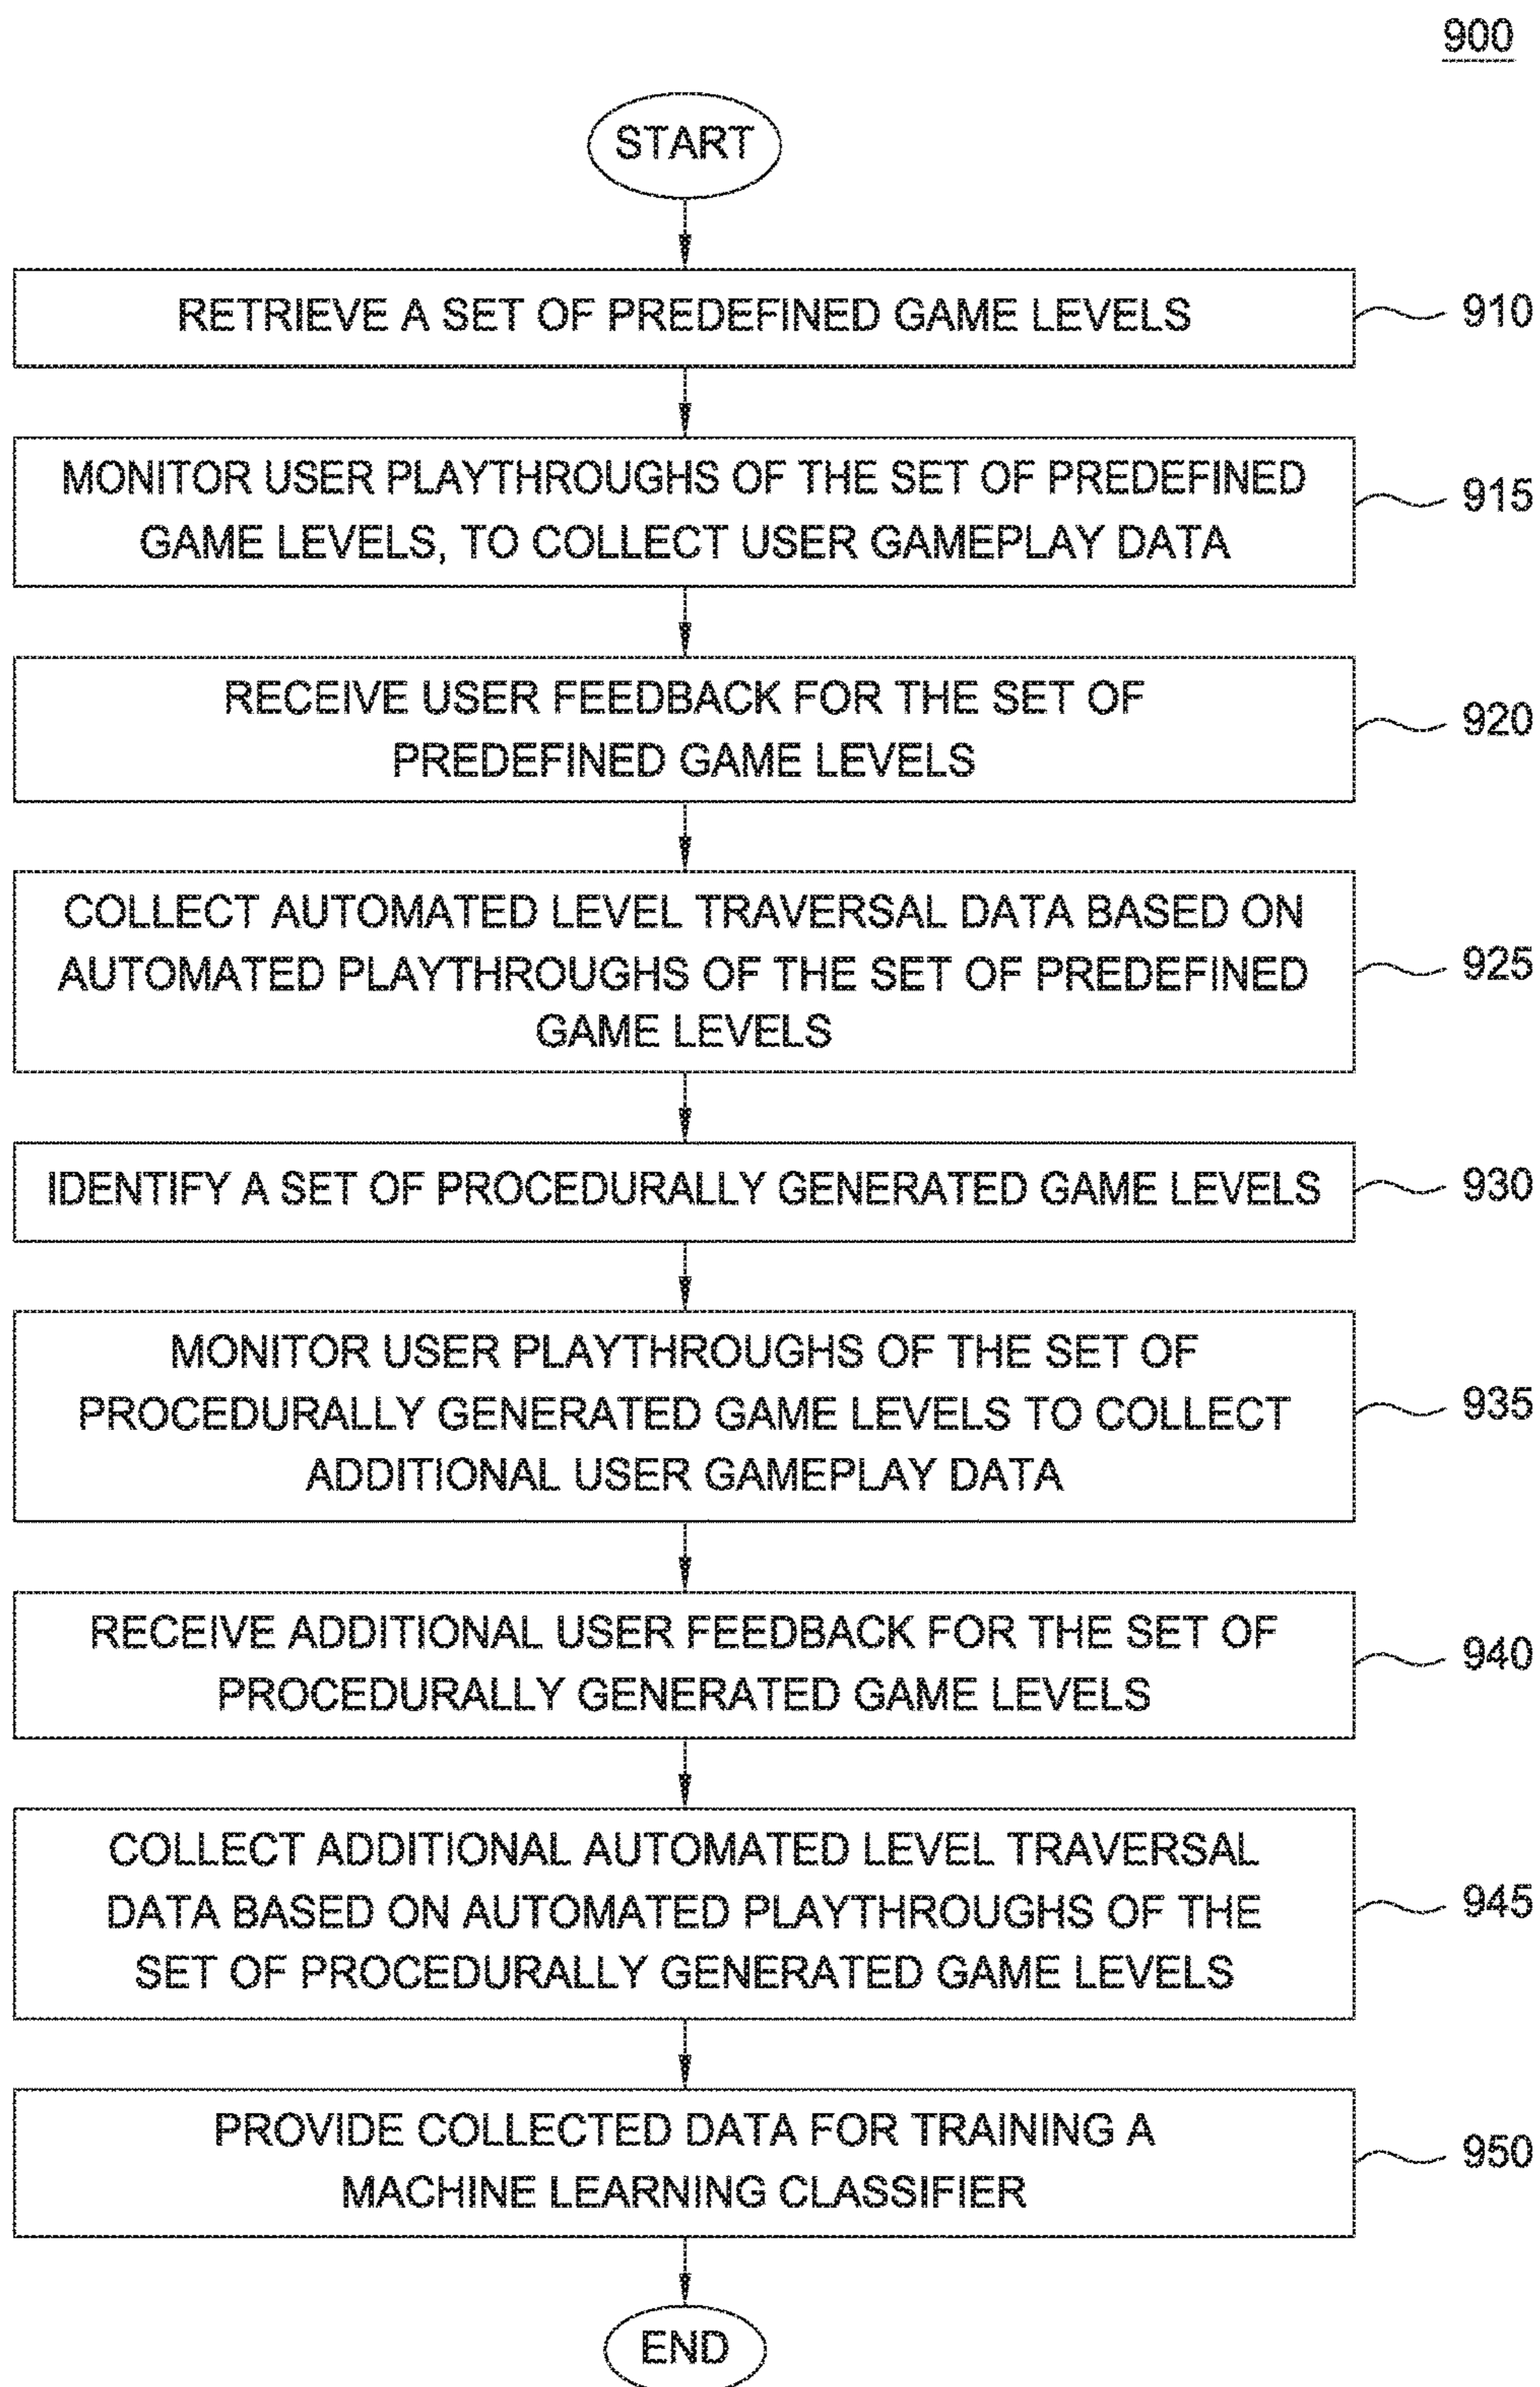 900
START
RETRIEVE A SET OF PREDEFINED GAME LEVELS
910
MONITOR USER PLAYTHROUGHS OF THE SET OF PREDEFINED
GAME LEVELS, TO COLLECT USER GAMEPLAY DATA
915
RECEIVE USER FEEDBACK FOR THE SET OF
PREDEFINED GAME LEVELS
920
COLLECT AUTOMATED LEVEL TRAVERSAL DATA BASED ON
AUTOMATED PLAYTHROUGHS OF THE SET OF PREDEFINED
GAME LEVELS
925
IDENTIFY A SET OF PROCEDURALLY GENERATED GAME LEVELS
930
MONITOR USER PLAYTHROUGHS OF THE SET OF
PROCEDURALLY GENERATED GAME LEVELS TO COLLECT
ADDITIONAL USER GAMEPLAY DATA
935
RECEIVE ADDITIONAL USER FEEDBACK FOR THE SET OF
PROCEDURALLY GENERATED GAME LEVELS
940
COLLECT ADDITIONAL AUTOMATED LEVEL TRAVERSAL
DATA BASED ON AUTOMATED PLAYTHROUGHS OF THE
SET OF PROCEDURALLY GENERATED GAME LEVELS
945
PROVIDE COLLECTED DATA FOR TRAINING A
MACHINE LEARNING CLASSIFIER
950
END